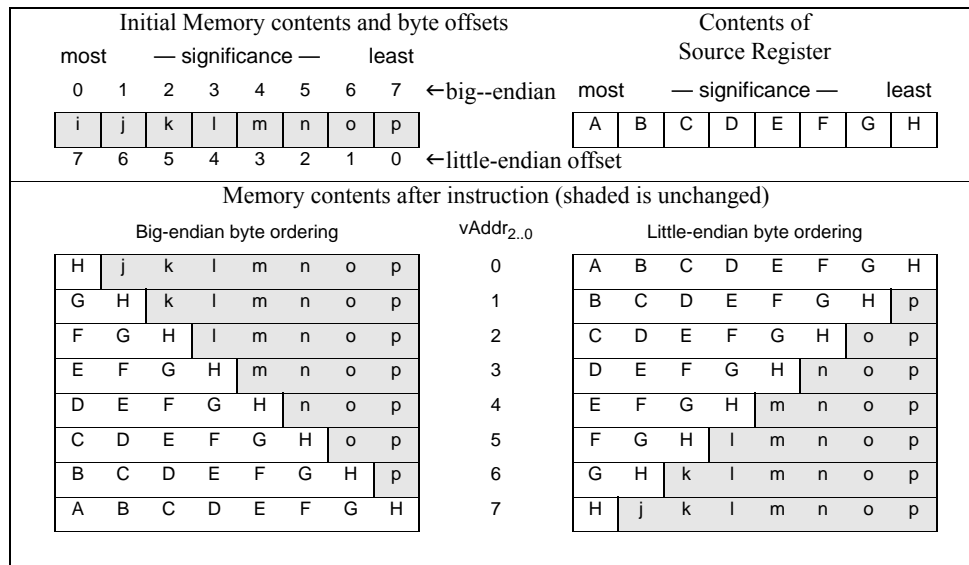 Initial Memory contents and byte offsets
Contents of
Source Register
most — significance — least
0 1 2 3 4 5 6 7 ←big--endian
most — significance — least
i j k l m n o p
A B C D E F G H
7 6 5 4 3 2 1 0 ←little-endian offset
Memory contents after instruction (shaded is unchanged)
Big-endian byte ordering vAddr2..0 Little-endian byte ordering
H j k l m n o p 0 A B C D E F G H
G H k l m n o p 1 B C D E F G H p
F G H l m n o p 2 C D E F G H o p
E F G H m n o p 3 D E F G H n o p
D E F G H n o p 4 E F G H m n o p
C D E F G H o p 5 F G H l m n o p
B C D E F G H p 6 G H k l m n o p
A B C D E F G H 7 H j k l m n o p